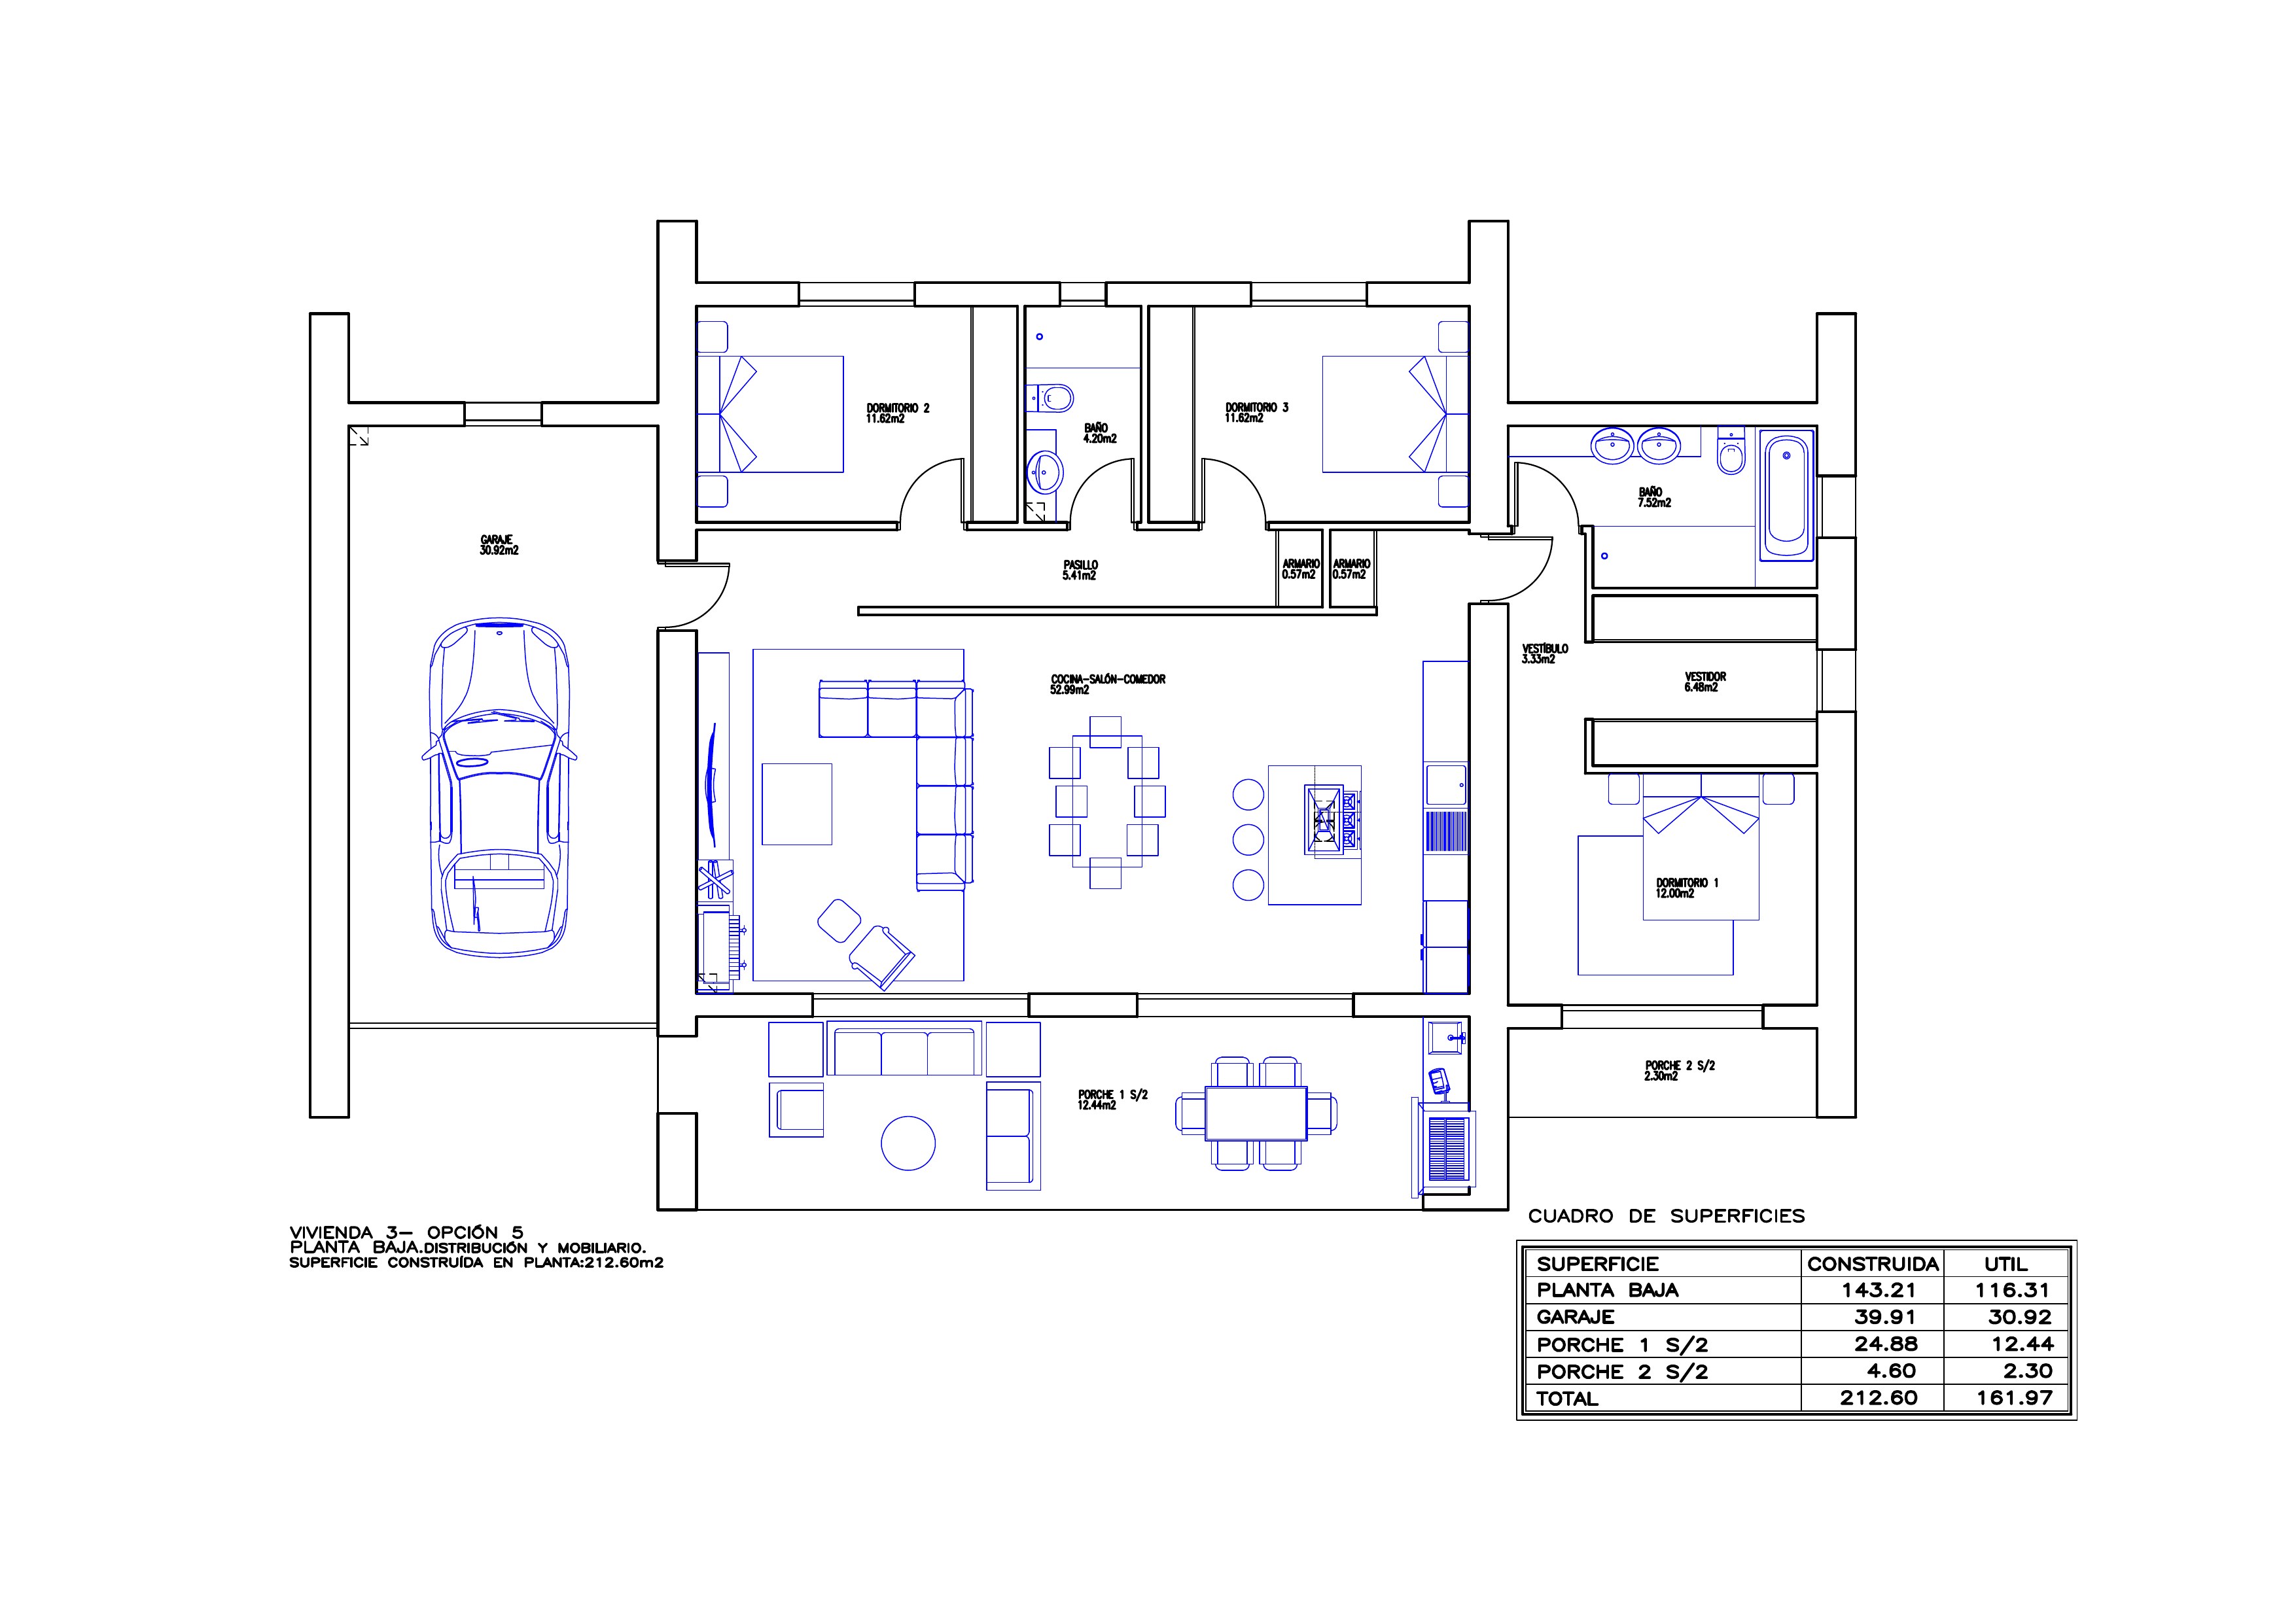 DORMITORIO 2
11.62m2
BAÑO
4.20m2
DORMITORIO 3
11.62m2
BAÑO
7.52m2
GARAJE
30.92m2
PASILLO
5.41m2
ARMARIO
0.57m2
ARMARIO
0.57m2
VESTÍBULO
3.33m2
VESTIDOR
6.48m2
COCINA-SALÓN-COMEDOR
52.99m2
DORMITORIO 1
12.00m2
PORCHE 1 S/2
12.44m2
PORCHE 2 S/2
2.30m2
VIVIENDA 3- OPCIÓN 5
PLANTA BAJA.DISTRIBUCIÓN Y MOBILIARIO.
SUPERFICIE CONSTRUÍDA EN PLANTA:212.60m2
CUADRO DE SUPERFICIES
SUPERFICIE CONSTRUIDA UTIL
PLANTA BAJA 143.21 116.31
GARAJE 39.91 30.92
PORCHE 1 S/2 24.88 12.44
PORCHE 2 S/2 4.60 2.30
TOTAL 212.60 161.97